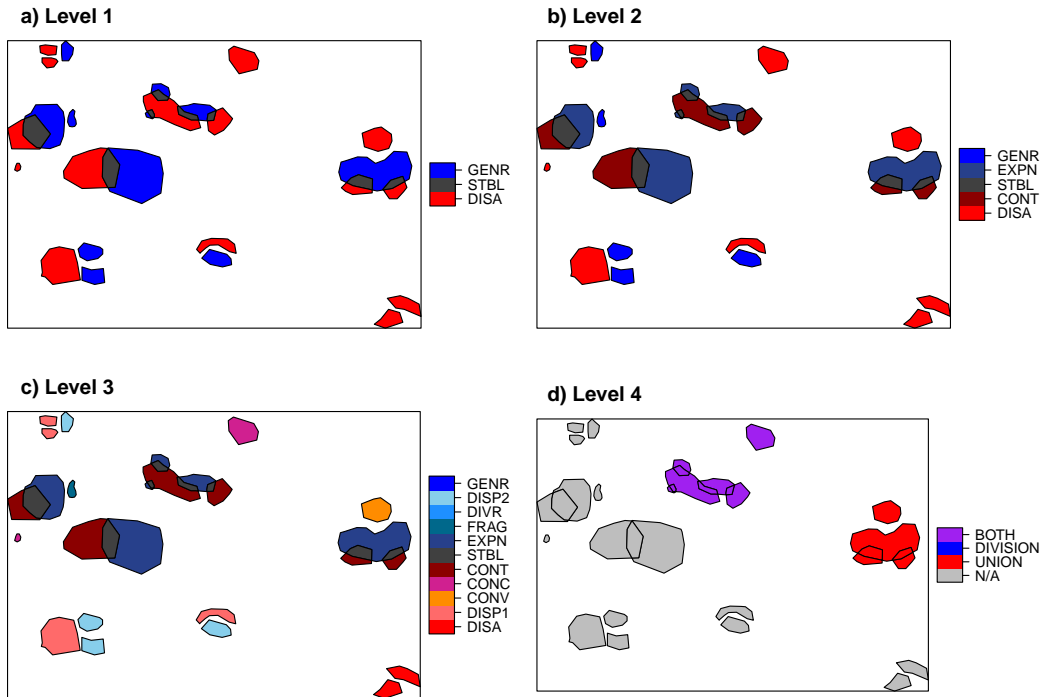 a) Level 1
GENR
STBL
DISA
b) Level 2
GENR
EXPN
STBL
CONT
DISA
c) Level 3
GENR
DISP2
DIVR
FRAG
EXPN
STBL
CONT
CONC
CONV
DISP1
DISA
d) Level 4
BOTH
DIVISION
UNION
N/A